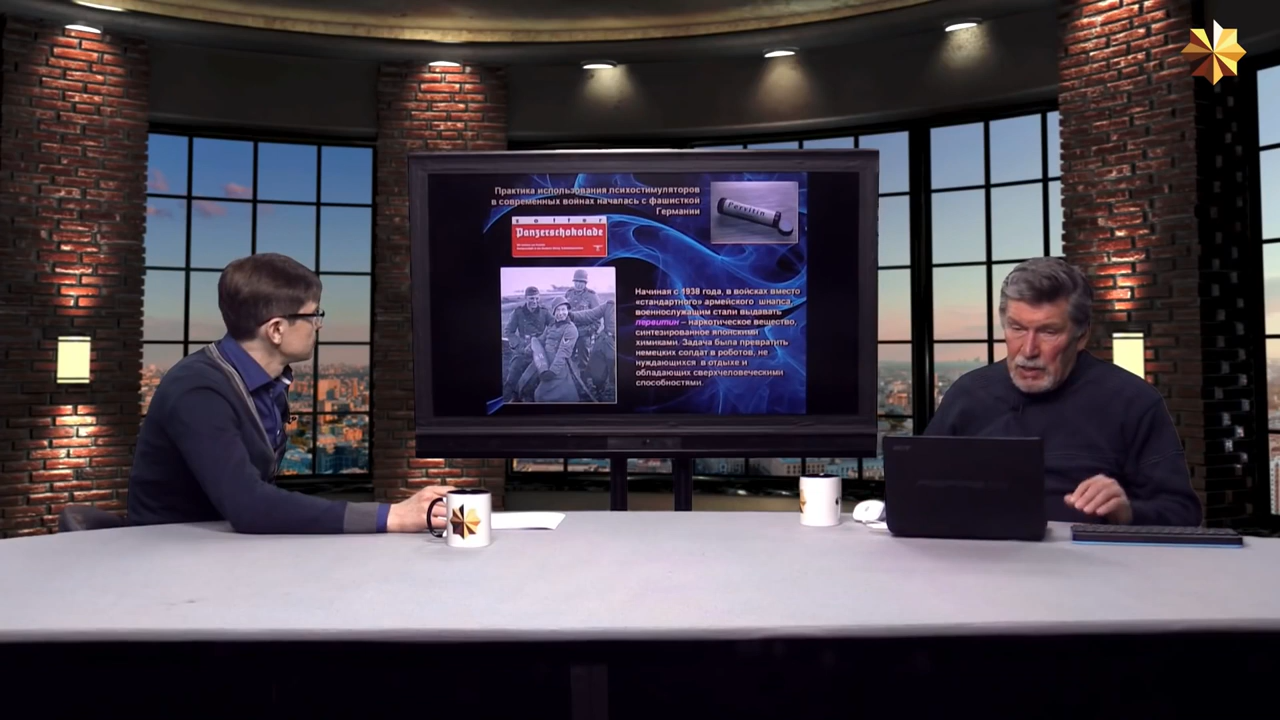 Практика использования психостимуляторов
в современных войнах началась с фашисткой
Германии
Pervitin
kultur
Panzerschokolade
Начиная с 1938 года, в войсках вместо
«стандартного» армейского шнапса,
военнослужащим стали выдавать
первитин – наркотическое вещество,
синтезированное японскими
химиками. Задача была превратить
немецких солдат в роботов, не
нуждающихся в отдыхе и
обладающих сверхчеловеческими
способностями.
acer